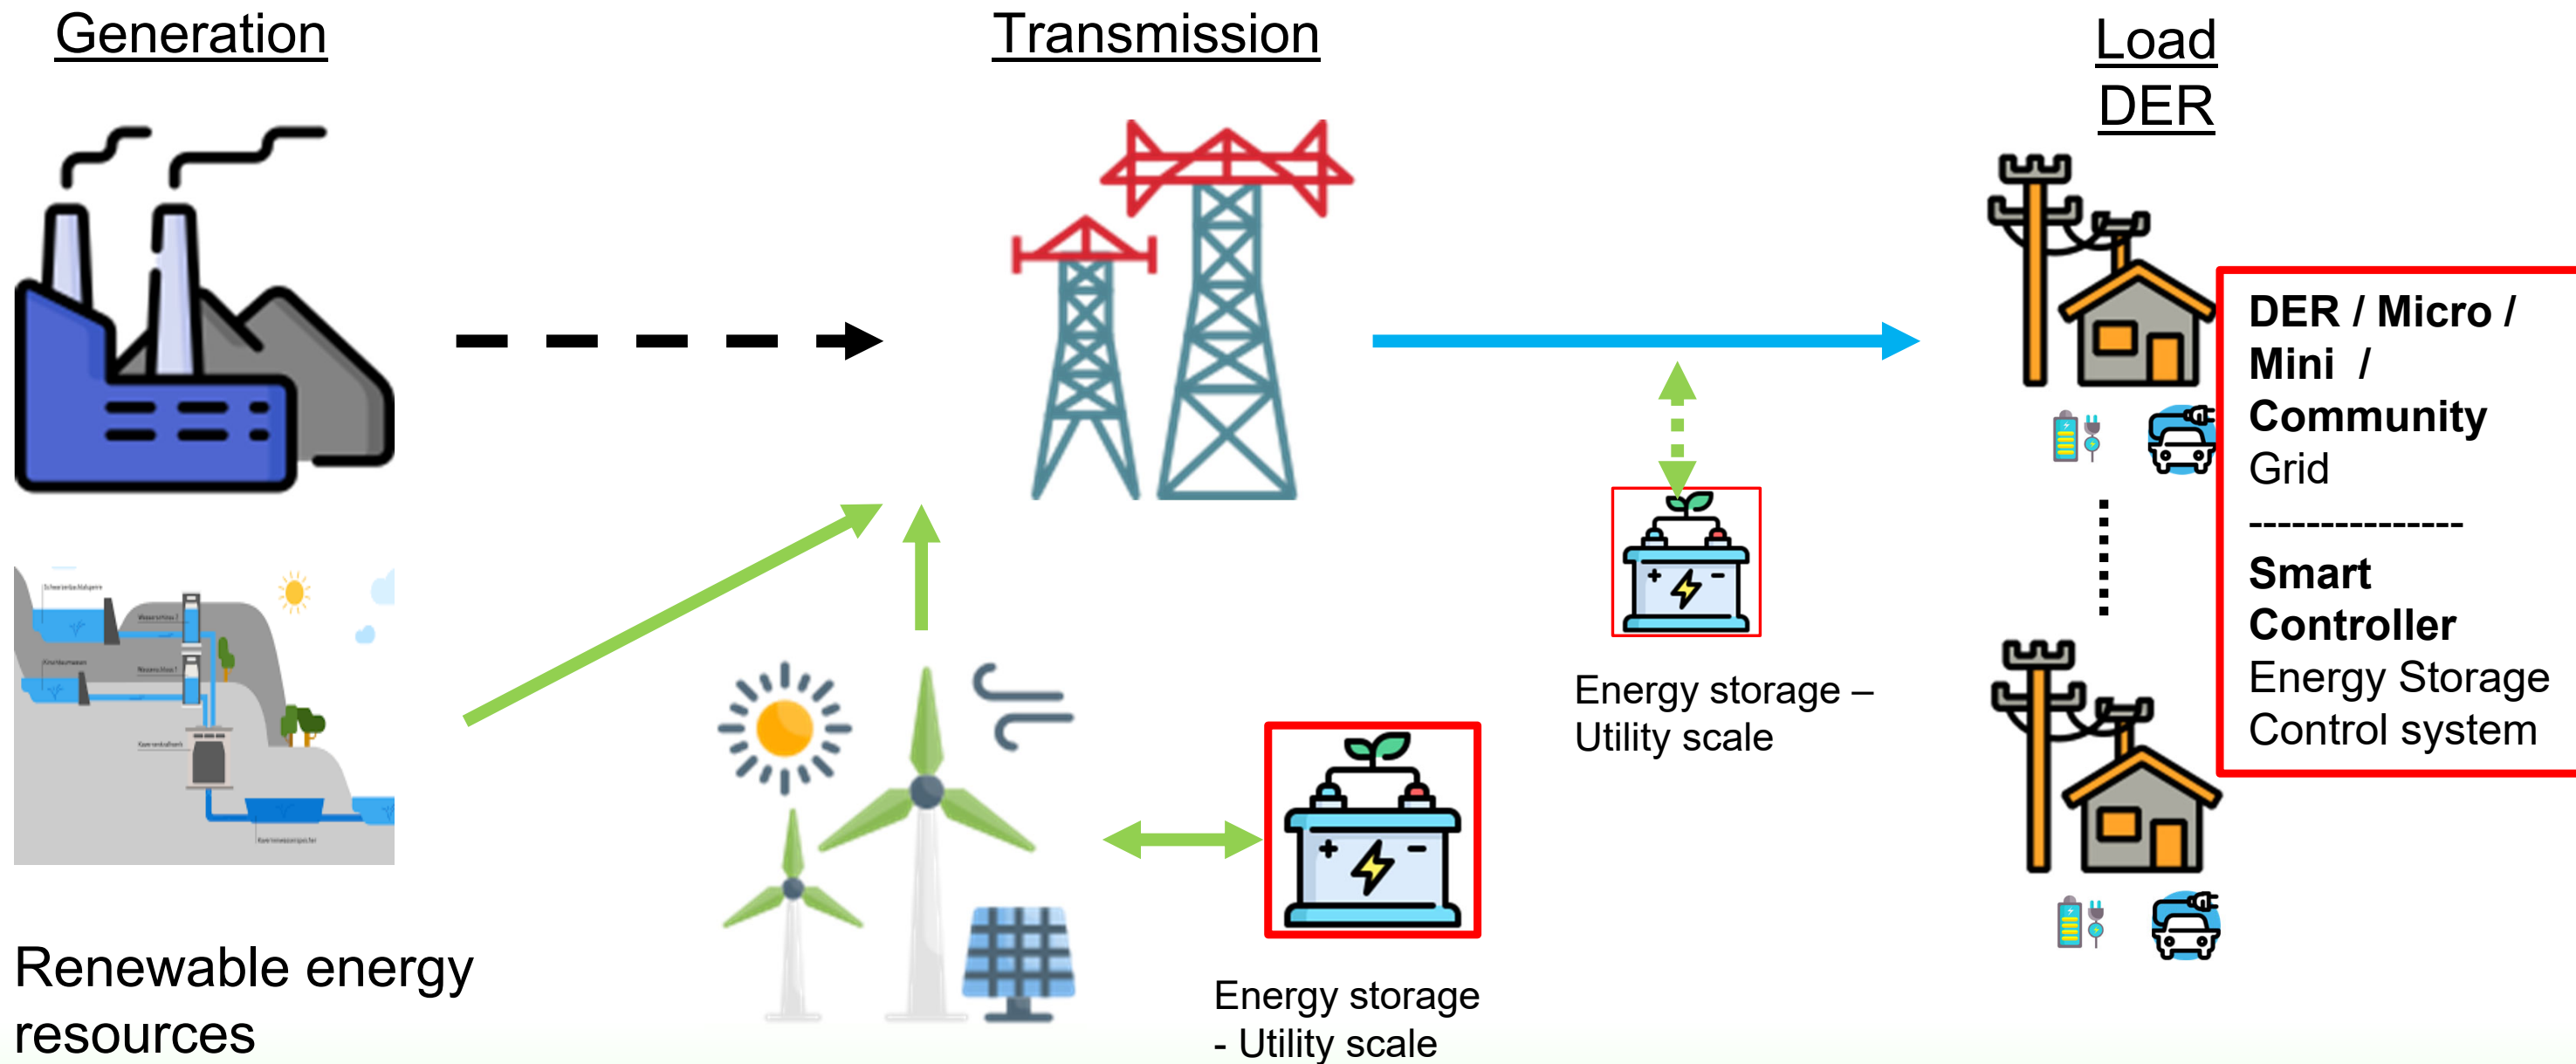 Generation
Transmission
Load
DER
DER / Micro /
Mini  /
Community
Grid
---------------
Smart
Controller
Energy Storage
Control system
Energy storage –
Utility scale
Energy storage
- Utility scale
Renewable energy
resources